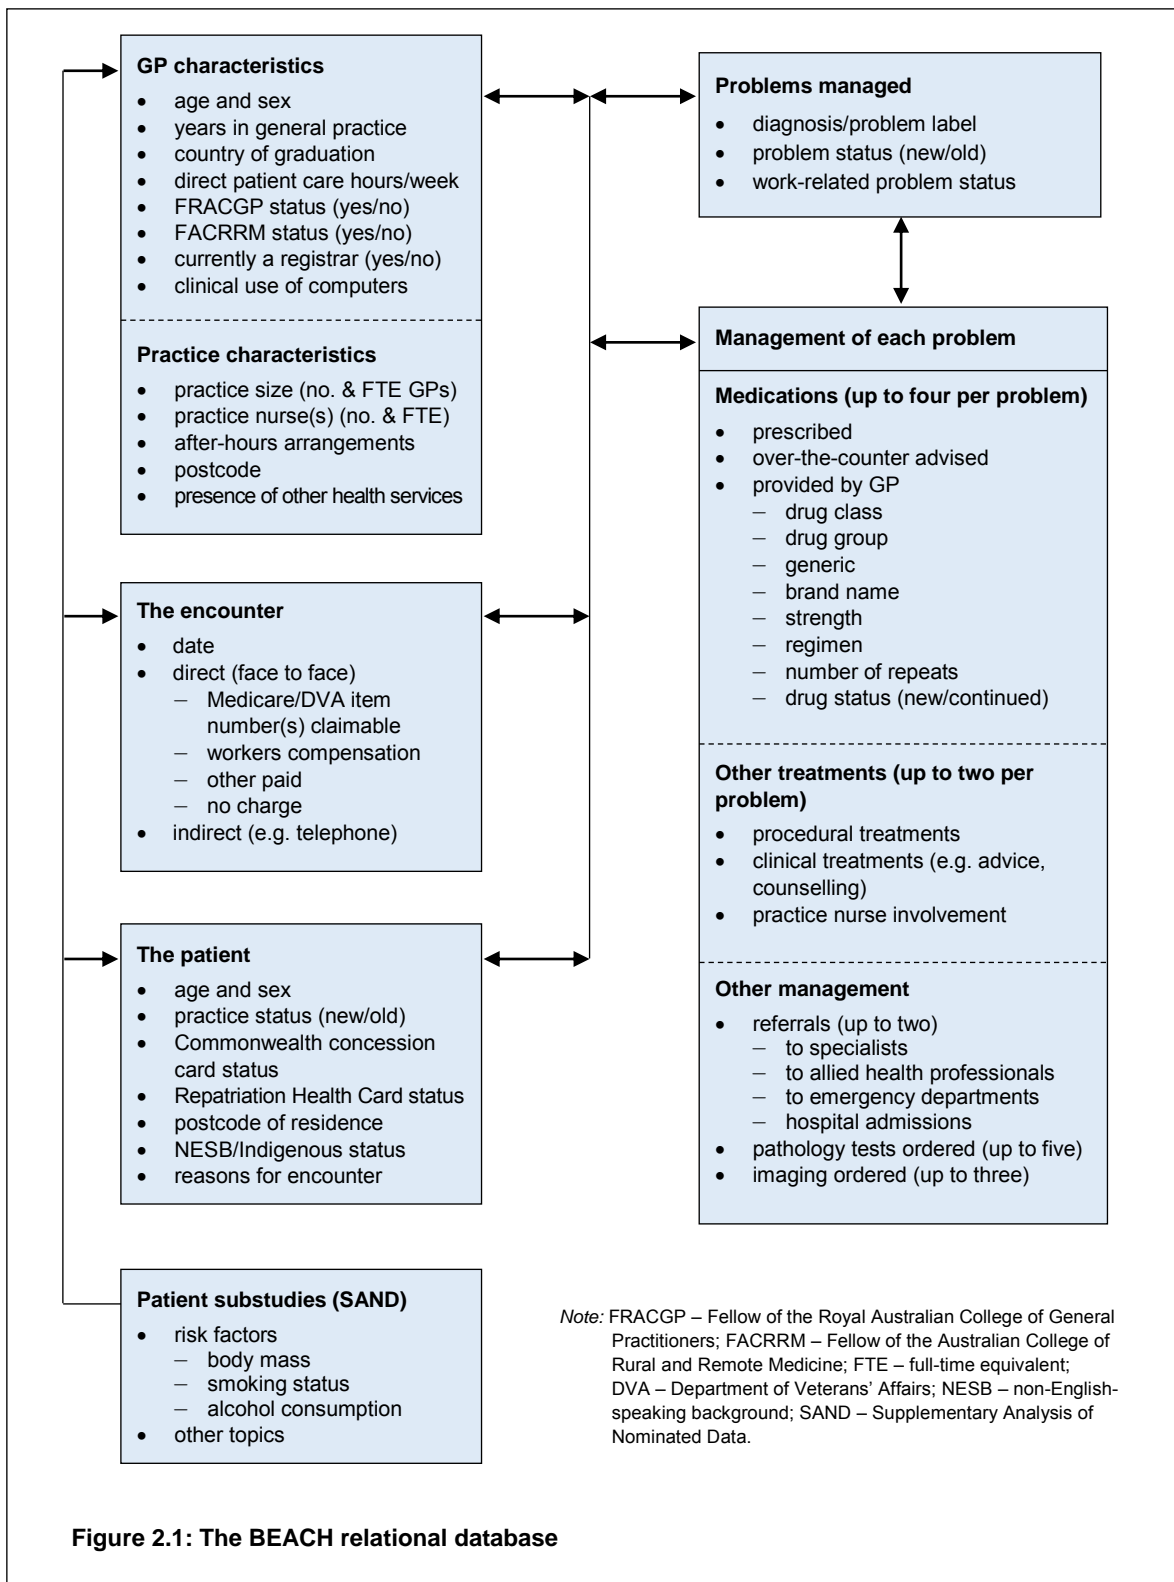 GP characteristics
• age and sex
• years in general practice
• country of graduation
• direct patient care hours/week
• FRACGP status (yes/no)
• FACRRM status (yes/no)
• currently a registrar (yes/no)
• clinical use of computers
Practice characteristics
• practice size (no. & FTE GPs)
• practice nurse(s) (no. & FTE)
• after-hours arrangements
• postcode
• presence of other health services
The encounter
• date
• direct (face to face)
– Medicare/DVA item
number(s) claimable
– workers compensation
– other paid
– no charge
• indirect (e.g. telephone)
The patient
• age and sex
• practice status (new/old)
• Commonwealth concession
card status
• Repatriation Health Card status
• postcode of residence
• NESB/Indigenous status
• reasons for encounter
Patient substudies (SAND)
• risk factors
– body mass
– smoking status
– alcohol consumption
• other topics
Problems managed
• diagnosis/problem label
• problem status (new/old)
• work-related problem status
Management of each problem
Medications (up to four per problem)
• prescribed
• over-the-counter advised
• provided by GP
– drug class
– drug group
– generic
– brand name
– strength
– regimen
– number of repeats
– drug status (new/continued)
Other treatments (up to two per
problem)
• procedural treatments
• clinical treatments (e.g. advice,
counselling)
• practice nurse involvement
Other management
• referrals (up to two)
– to specialists
– to allied health professionals
– to emergency departments
– hospital admissions
• pathology tests ordered (up to five)
• imaging ordered (up to three)
Note: FRACGP – Fellow of the Royal Australian College of General
Practitioners; FACRRM – Fellow of the Australian College of
Rural and Remote Medicine; FTE – full-time equivalent;
DVA – Department of Veterans' Affairs; NESB – non-English-
speaking background; SAND – Supplementary Analysis of
Nominated Data.
Figure 2.1: The BEACH relational database